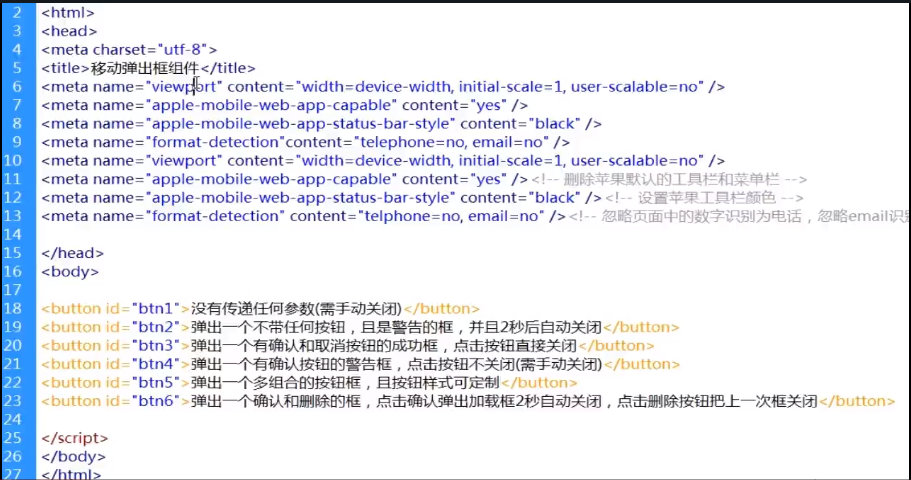 2 <html>
3 <head>
4 <meta charset="utf-8">
5 <title>移动弹出框组件</title>
6 <meta name="viewport" content="width=device-width, initial-scale=1, user-scalable=no" />
7 <meta name="apple-mobile-web-app-capable" content="yes" />
8 <meta name="apple-mobile-web-app-status-bar-style" content="black" />
9 <meta name="format-detection"content="telephone=no, email=no" />
10 <meta name="viewport" content="width=device-width, initial-scale=1, user-scalable=no" />
11 <meta name="apple-mobile-web-app-capable" content="yes" /><!-- 删除苹果默认的工具栏和菜单栏 -->
12 <meta name="apple-mobile-web-app-status-bar-style" content="black" /><!-- 设置苹果工具栏颜色 -->
13 <meta name="format-detection" content="telphone=no, email=no" /><!-- 忽略页面中的数字识别为电话，忽略email识别
14
15 </head>
16 <body>
17
18 <button id="btn1">没有传递任何参数(需手动关闭)</button>
19 <button id="btn2">弹出一个不带任何按钮，且是警告的框，并且2秒后自动关闭</button>
20 <button id="btn3">弹出一个有确认和取消按钮的成功框，点击按钮直接关闭</button>
21 <button id="btn4">弹出一个有确认按钮的警告框，点击按钮不关闭(需手动关闭)</button>
22 <button id="btn5">弹出一个多组合的按钮框，且按钮样式可定制</button>
23 <button id="btn6">弹出一个确认和删除的框，点击确认弹出加载框2秒自动关闭，点击删除按钮把上一次框关闭</button>
24
25 </script>
26 </body>
27 </html>